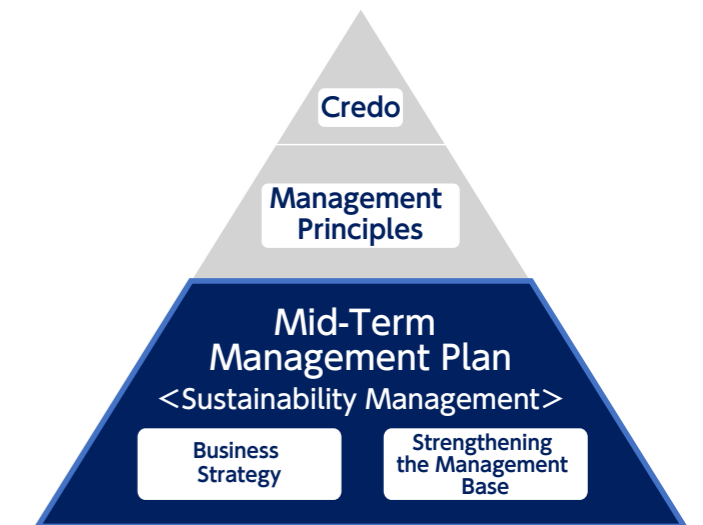 Credo
Management
Principles
Mid-Term
Management Plan
<Sustainability Management>
Business
Strategy
Strengthening
the Management
Base